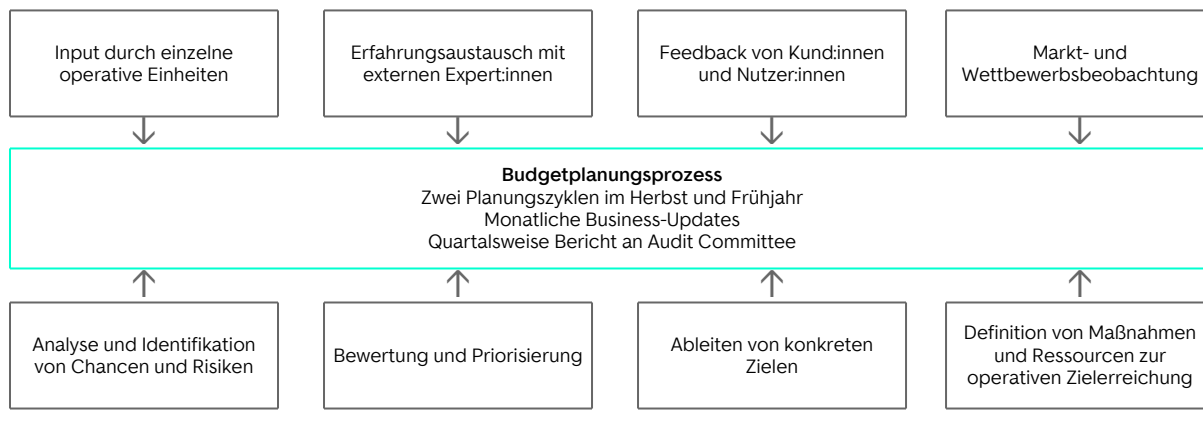 Input durch einzelne
operative Einheiten
Erfahrungsaustausch mit
externen Expert:innen
Feedback von Kund:innen
und Nutzer:innen
Markt- und
Wettbewerbsbeobachtung
Budgetplanungsprozess
Zwei Planungszyklen im Herbst und Frühjahr
Monatliche Business-Updates
Quartalsweise Bericht an Audit Committee
Analyse und Identifikation
von Chancen und Risiken
Bewertung und Priorisierung
Ableiten von konkreten
Zielen
Definition von Maßnahmen
und Ressourcen zur
operativen Zielerreichung